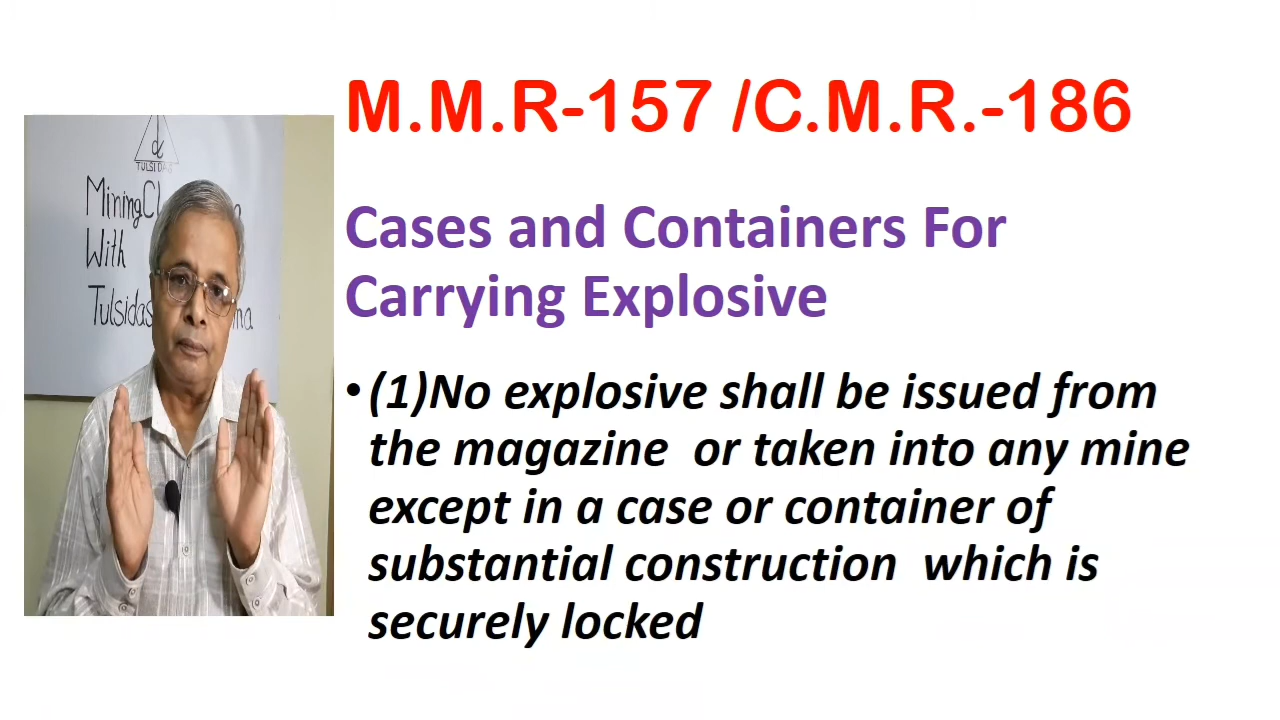 M.M.R-157 /C.M.R.-186
Cases and Containers For
Carrying Explosive
• (1)No explosive shall be issued from
the magazine or taken into any mine
except in a case or container of
substantial construction which is
securely locked
TULSIDAS
With